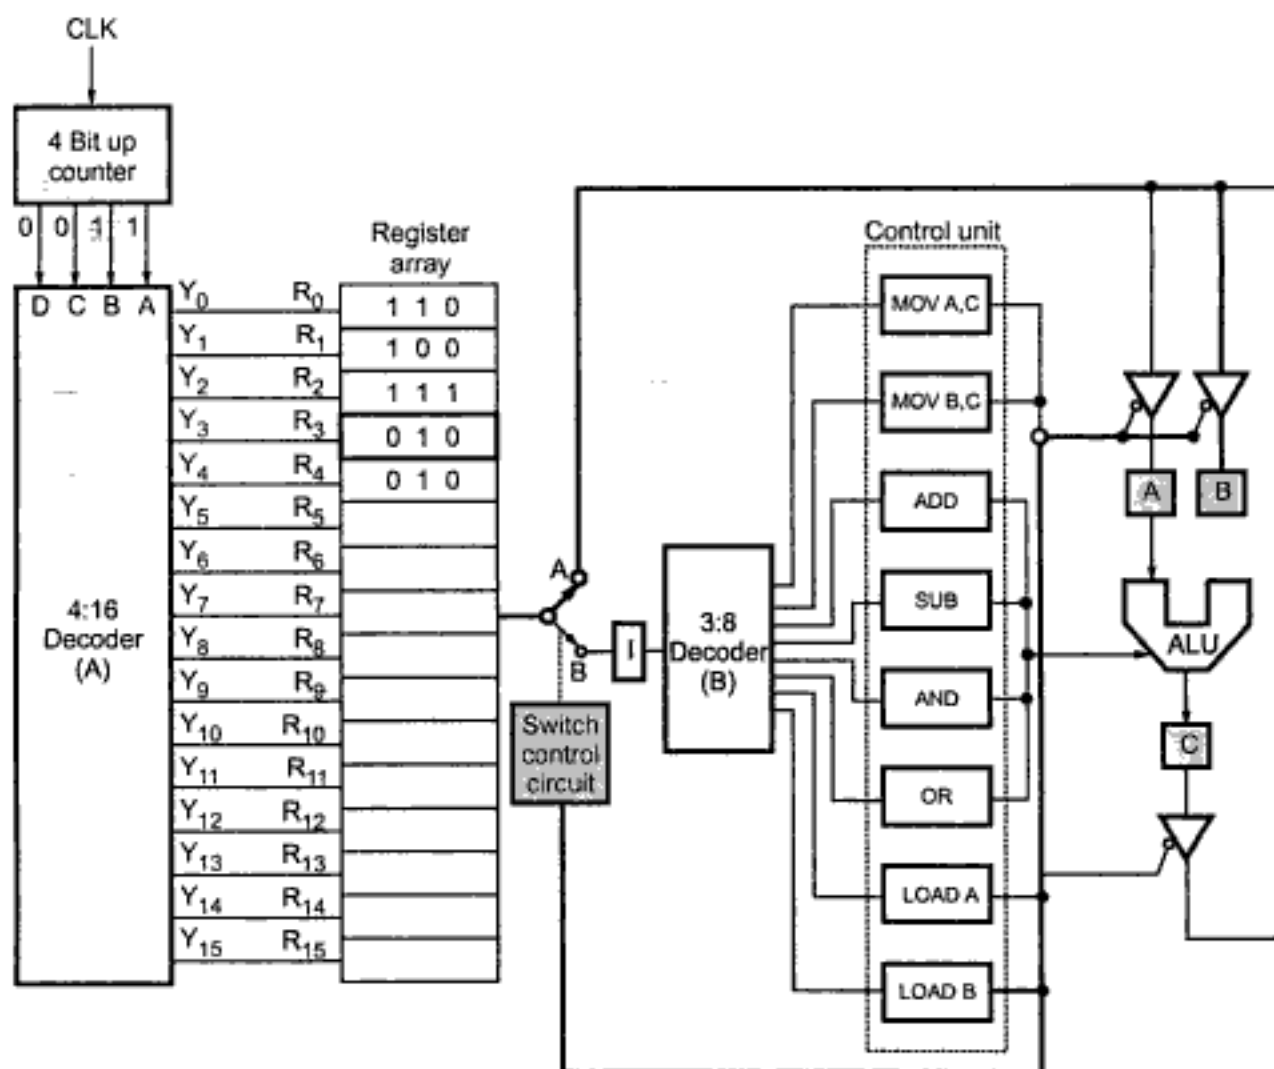 CLK
4 Bit up
counter
0 0 1 1
D C B A
Register
array
Y0 R0 1 1 0
Y1 R1 1 0 0
Y2 R2 1 1 1
Y3 R3 0 1 0
Y4 R4 0 1 0
Y5 R5
Y6 R6
Y7 R7
Y8 R8
Y9 R9
Y10 R10
Y11 R11
Y12 R12
Y13 R13
Y14 R14
Y15 R15
4:16
Decoder
(A)
A
B
Switch
control
circuit
I
3:8
Decoder
(B)
Control unit
MOV A,C
MOV B,C
ADD
SUB
AND
OR
LOAD A
LOAD B
A
B
ALU
C